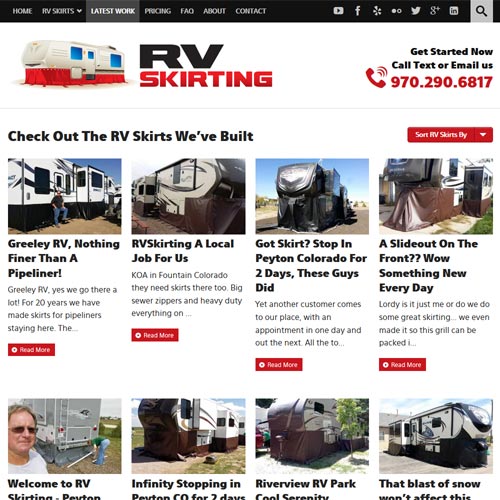 HOME RV SKIRTS LATEST WORK PRICING FAQ ABOUT CONTACT
RV
SKIRTING
Get Started Now
Call Text or Email us
970.290.6817
Check Out The RV Skirts We've Built
Sort RV Skirts By
Greeley RV, Nothing
Finer Than A
Pipeliner!
Greeley RV, yes we go there a
lot! For 20 years we have
made skirts for pipeliners
staying here. The...
Read More
RVSkirting A Local
Job For Us
KOA in Fountain Colorado
they need skirts there too. Big
sewer zippers and heavy duty
everything on ...
Read More
Got Skirt? Stop In
Peyton Colorado For
2 Days, These Guys
Did
Yet another customer comes
to our place, with an
appointment in one day and
out the next. All the to...
Read More
A Slideout On The
Front?? Wow
Something New
Every Day
Lordy is it just me or do we do
some great skirting... we even
made it so this grill can be
packed i...
Read More
Welcome to RV
Skirting - Peyton
Infinity Stopping in
Peyton CO for 2 days
Riverview RV Park
Cool Serenity
That blast of snow
won't affect this